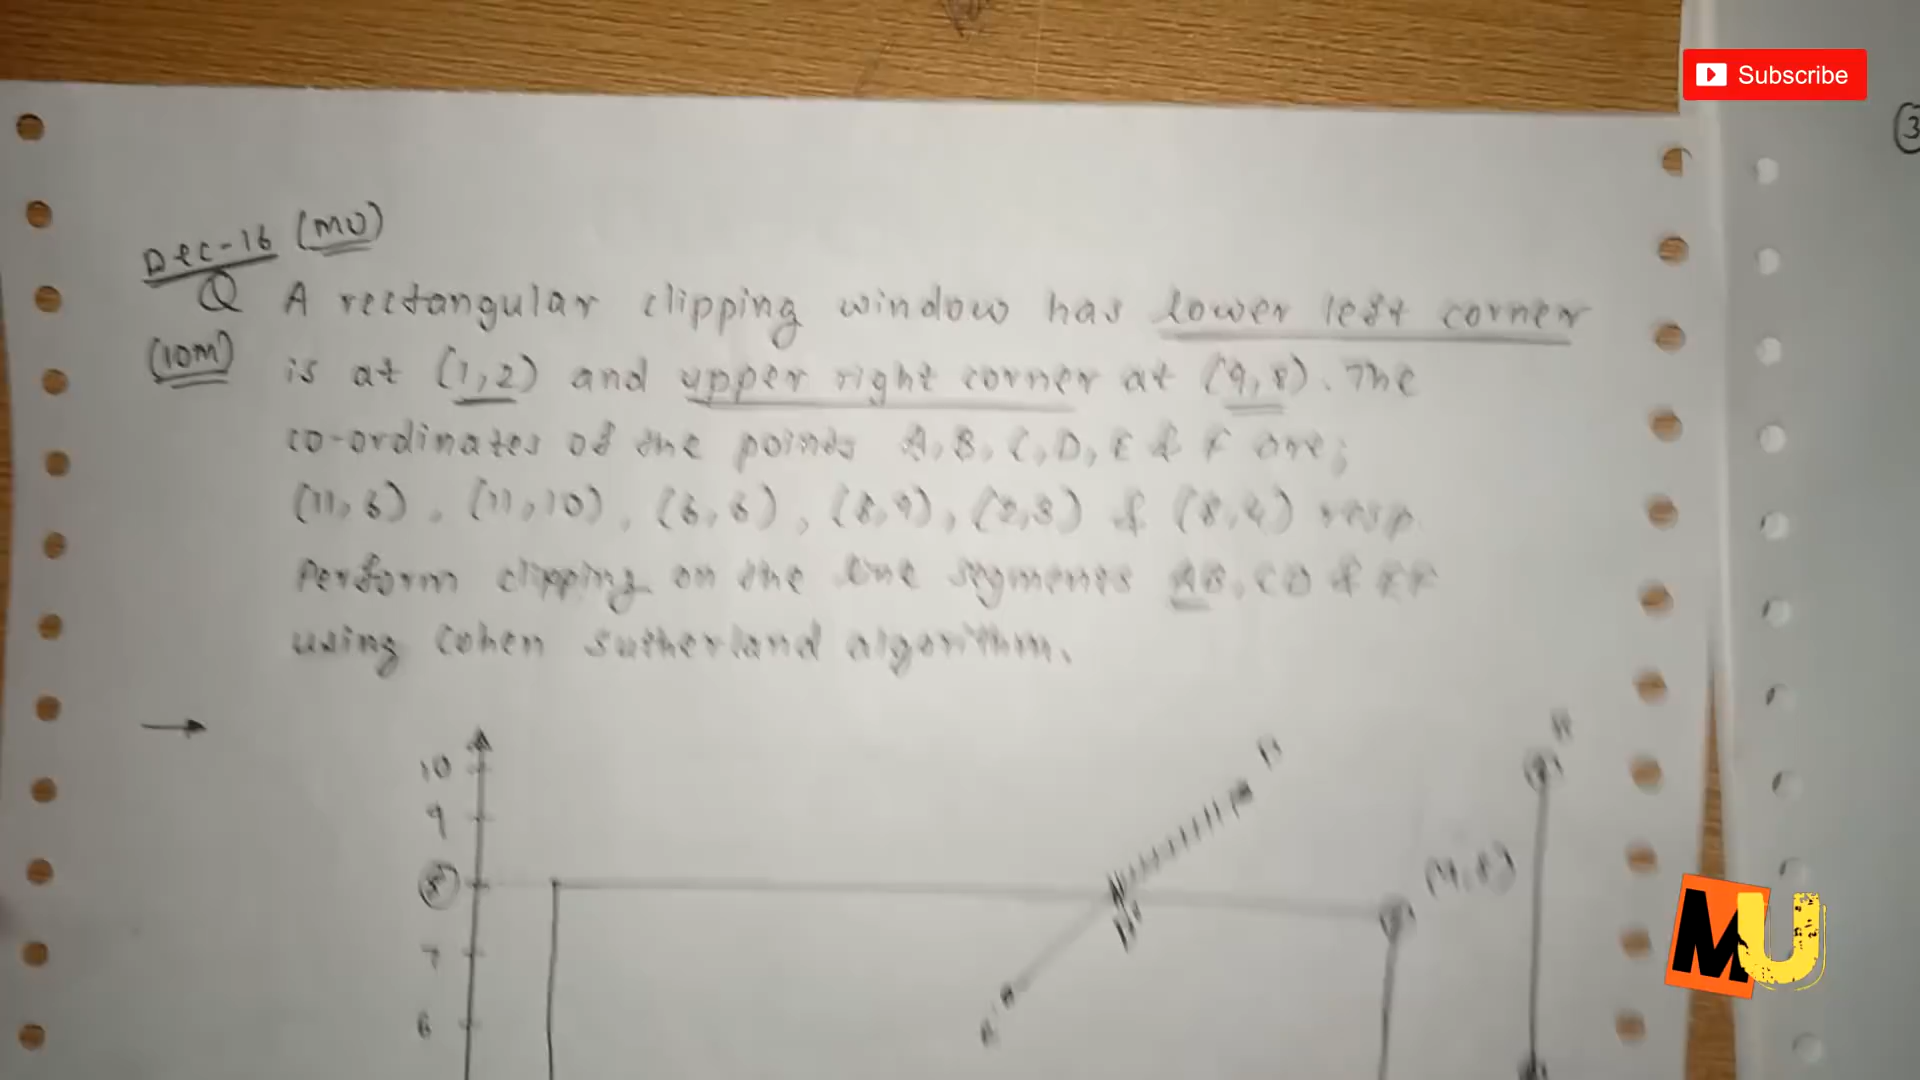 Subscribe
3
Dec-16 (MU)
Q A rectangular clipping window has lower left corner
(10M) is at (1,2) and upper right corner at (9,8). The
co-ordinates of the points A, B, C, D, E & F are;
(11,6), (11,10), (6,6), (8,9), (2,3) & (8,4) resp.
Perform clipping on the line segments AB, CD & EF
using cohen sutherland algorithm.
10
9
8
(9,8)
7
6
MU